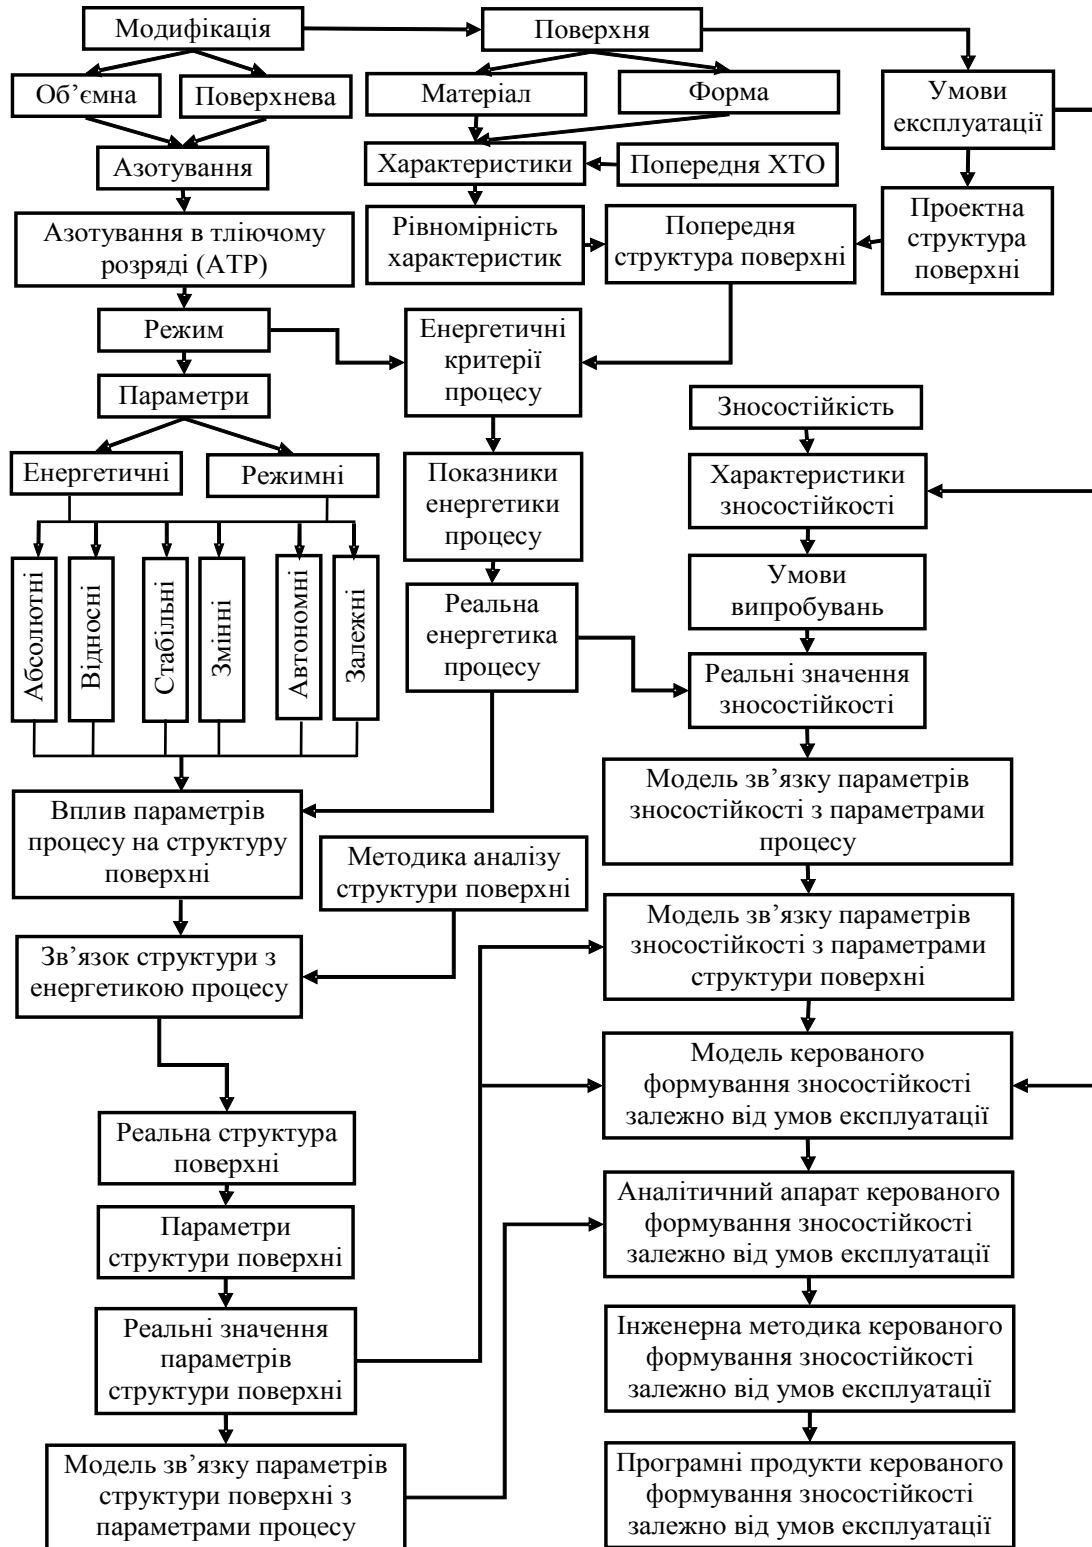 Модифікація
Поверхня
Об’ємна
Поверхнева
Матеріал
Форма
Умови
експлуатації
Азотування
Характеристики
Попередня ХТО
Азотування в тліючому
розряді (АТР)
Рівномірність
характеристик
Попередня
структура поверхні
Проектна
структура
поверхні
Режим
Енергетичні
критерії
процесу
Параметри
Зносостійкість
Енергетичні
Режимні
Показники
енергетики
процесу
Характеристики
зносостійкості
Абсолютні
Відносні
Стабільні
Змінні
Автономні
Залежні
Реальна
енергетика
процесу
Умови
випробувань
Реальні значення
зносостійкості
Вплив параметрів
процесу на структуру
поверхні
Модель зв’язку параметрів
зносостійкості з параметрами
процесу
Методика аналізу
структури поверхні
Зв’язок структури з
енергетикою процесу
Модель зв’язку параметрів
зносостійкості з параметрами
структури поверхні
Модель керованого
формування зносостійкості
залежно від умов експлуатації
Реальна структура
поверхні
Аналітичний апарат керованого
формування зносостійкості
залежно від умов експлуатації
Параметри
структури поверхні
Реальні значення
параметрів
структури поверхні
Інженерна методика керованого
формування зносостійкості
залежно від умов експлуатації
Модель зв’язку параметрів
структури поверхні з
параметрами процесу
Програмні продукти керованого
формування зносостійкості
залежно від умов експлуатації